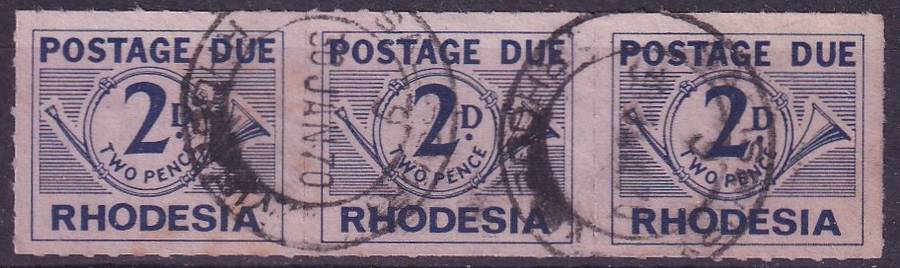 POSTAGE DUE
2D.
TWO PENCE
RHODESIA
POSTAGE DUE
2D.
TWO PENCE
RHODESIA
POSTAGE DUE
2D.
TWO PENCE
RHODESIA
JAN 70